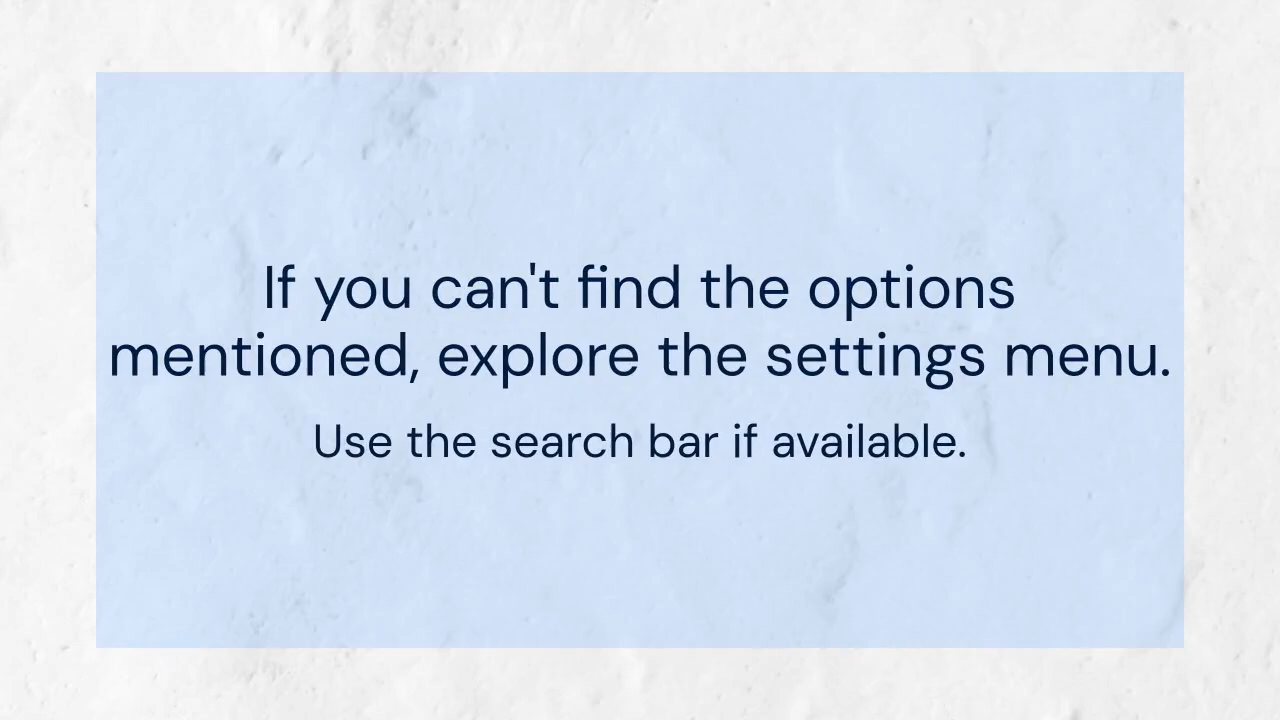 If you can't find the options
mentioned, explore the settings menu.
Use the search bar if available.